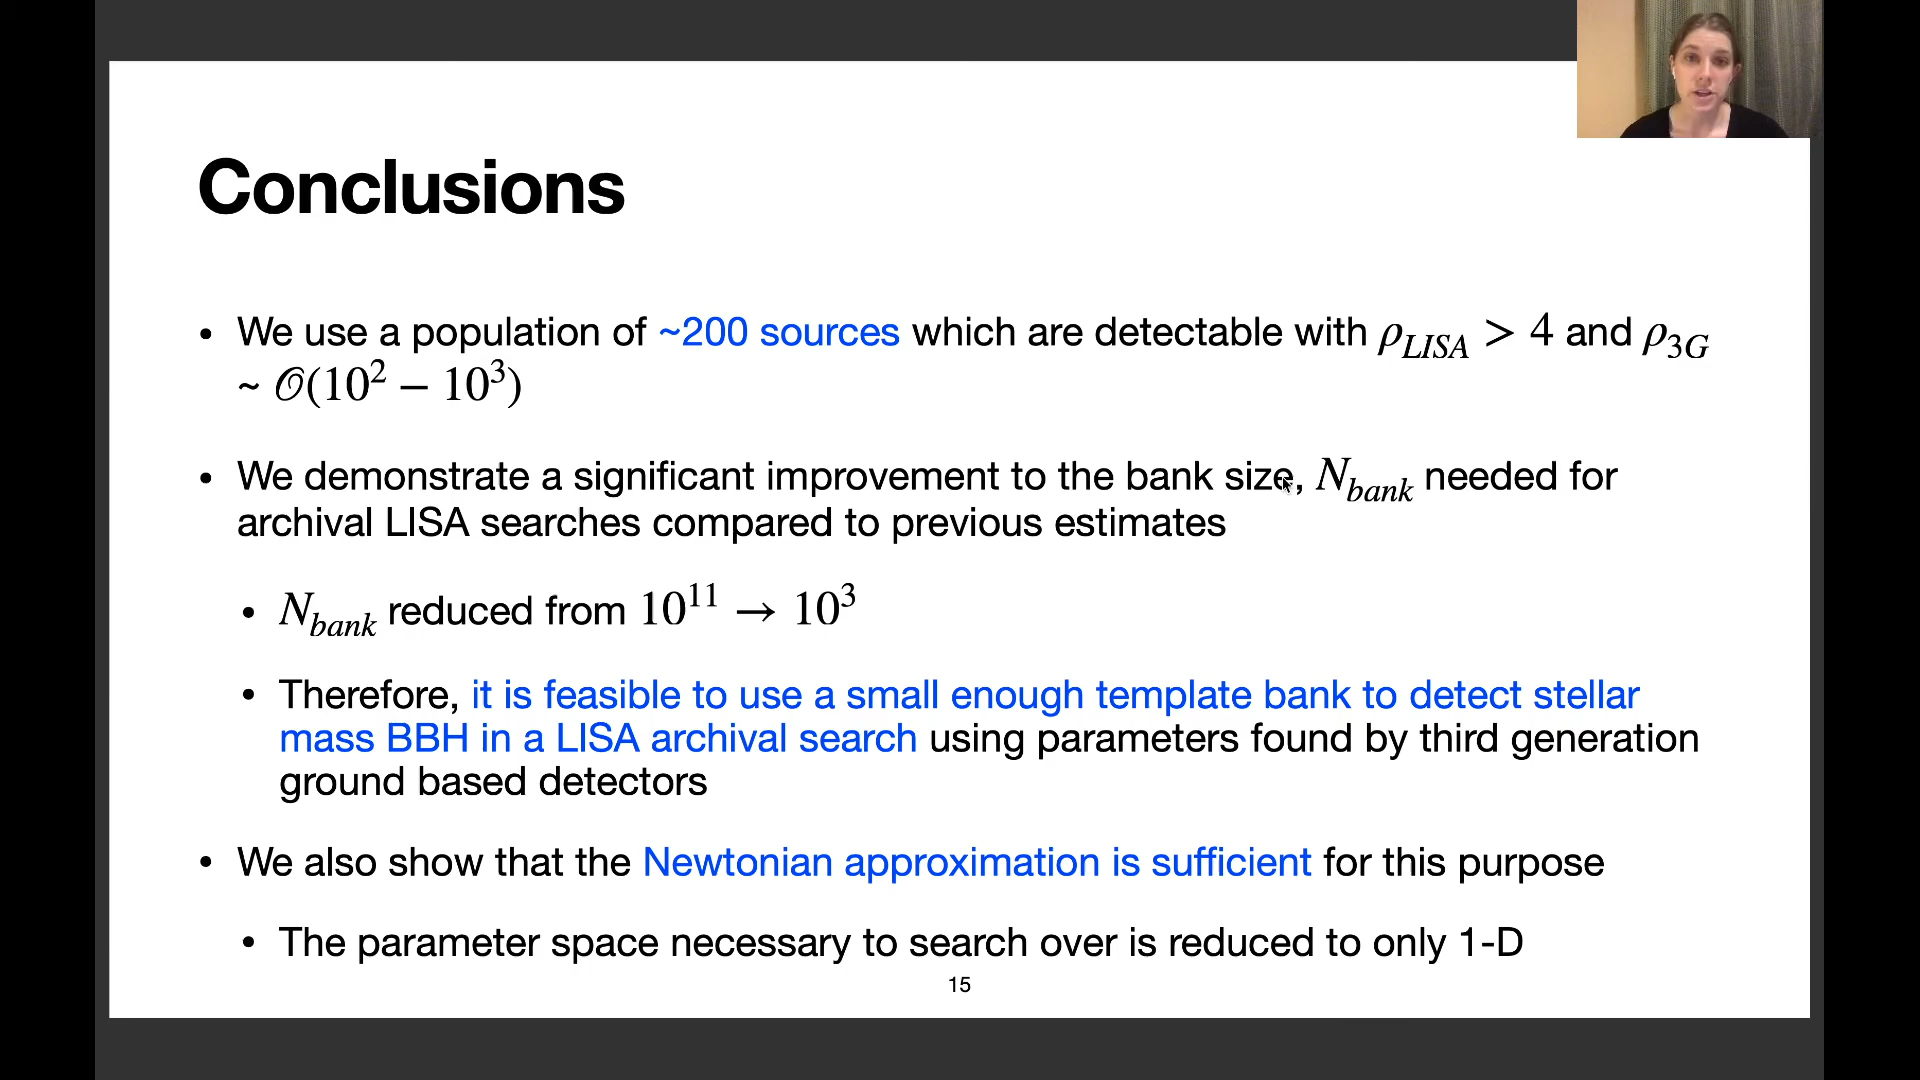 Conclusions
• We use a population of ~200 sources which are detectable with ρ_LISA > 4 and ρ_3G
~ 𝒪(10² − 10³)
• We demonstrate a significant improvement to the bank size, N_bank needed for
archival LISA searches compared to previous estimates
• N_bank reduced from 10¹¹ → 10³
• Therefore, it is feasible to use a small enough template bank to detect stellar
mass BBH in a LISA archival search using parameters found by third generation
ground based detectors
• We also show that the Newtonian approximation is sufficient for this purpose
• The parameter space necessary to search over is reduced to only 1-D
15